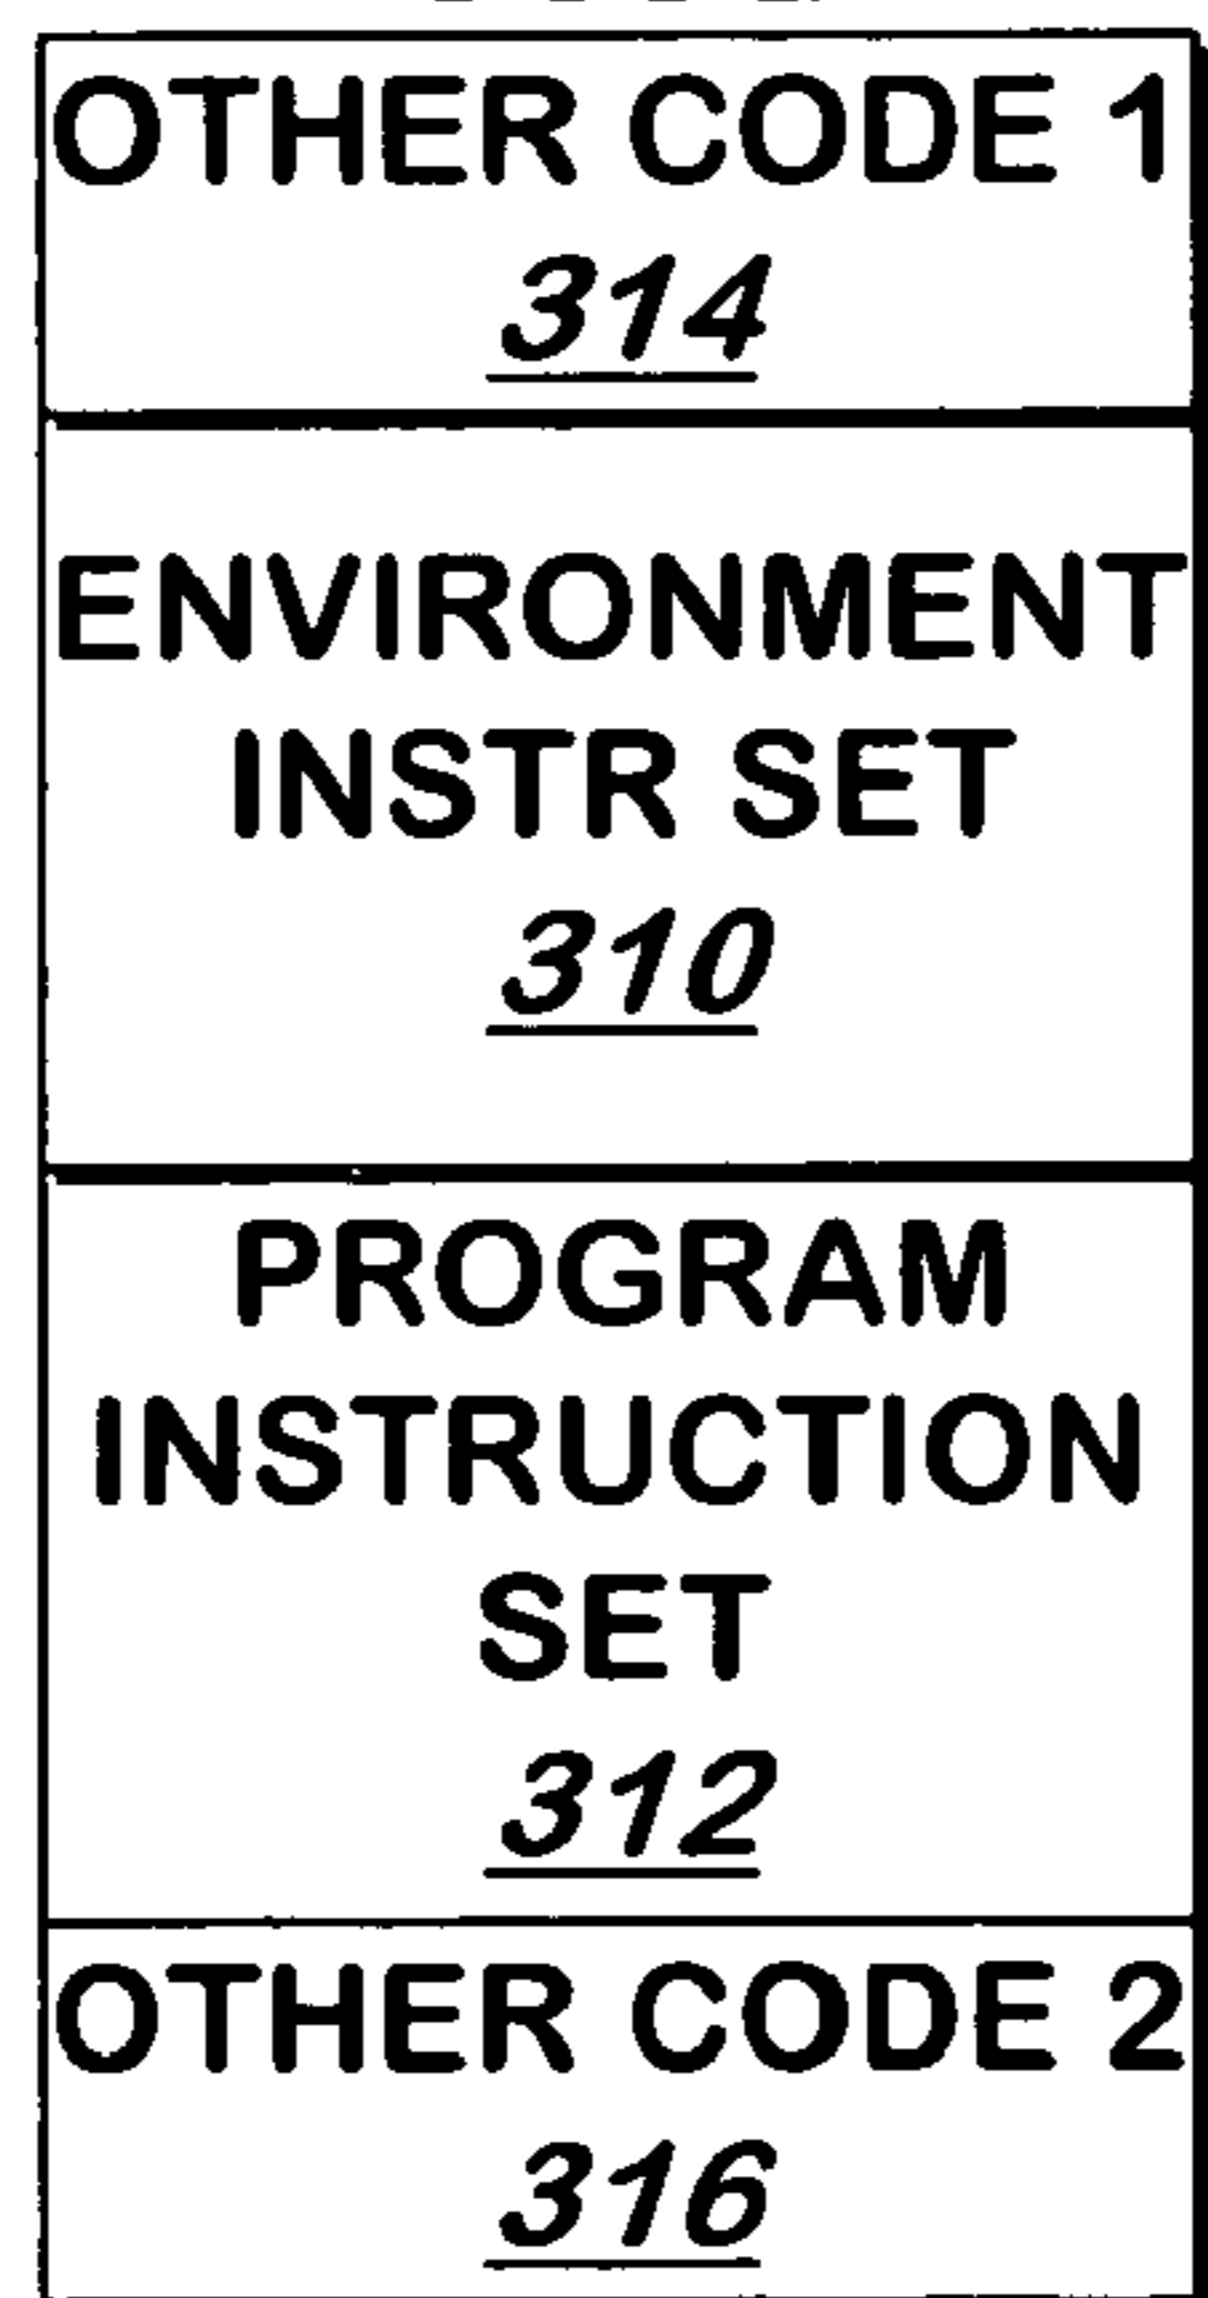 OTHER CODE 1
314
ENVIRONMENT
INSTR SET
310
PROGRAM
INSTRUCTION
SET
312
OTHER CODE 2
316